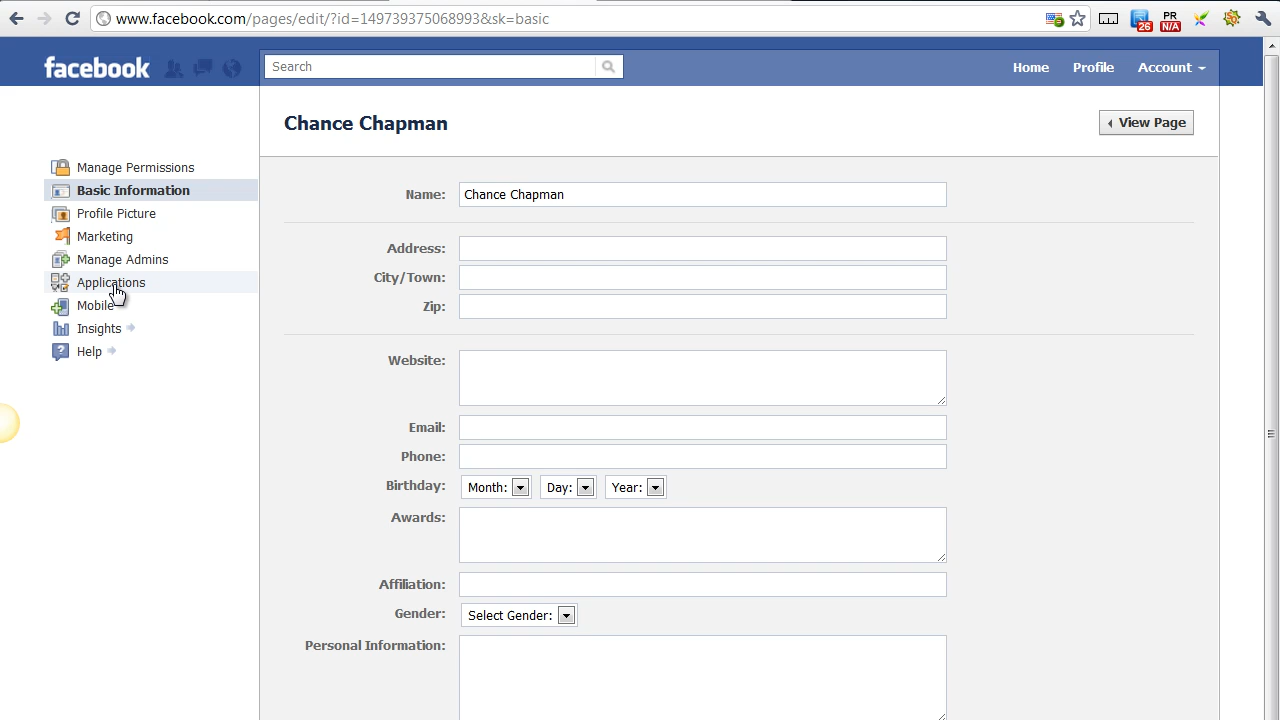 www.facebook.com/pages/edit/?id=149739375068993&sk=basic
26
PR
N/A
facebook
Search
Home
Profile
Account
Chance Chapman
View Page
Manage Permissions
Basic Information
Profile Picture
Marketing
Manage Admins
Applications
Mobile
Insights
Help
Name: Chance Chapman
Address:
City/Town:
Zip:
Website:
Email:
Phone:
Birthday: Month: Day: Year:
Awards:
Affiliation:
Gender: Select Gender:
Personal Information: